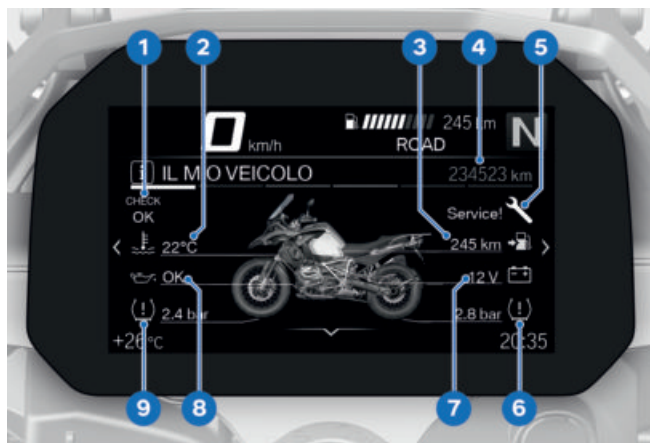 1 2 3 4 5
0 km/h 245 km N
ROAD
i IL MIO VEICOLO 234523 km
CHECK
OK Service!
22°C 245 km
OK 12 V
(!) 2.4 bar 2.8 bar (!)
+26°C 20:35
9 8 7 6